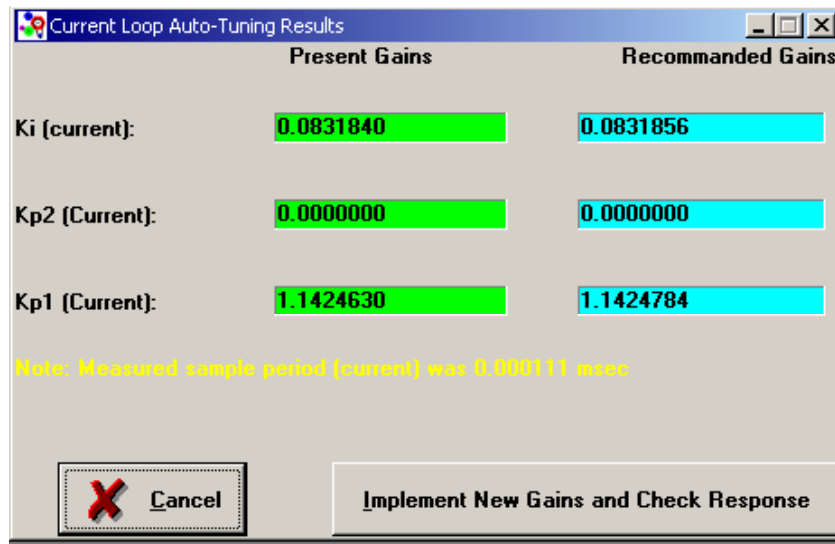 Current Loop Auto-Tuning Results
Present Gains Recommanded Gains
Ki (current): 0.0831840 0.0831856
Kp2 (Current): 0.0000000 0.0000000
Kp1 (Current): 1.1424630 1.1424784
Note: Measured sample period (current) was 0.000111 msec
Cancel Implement New Gains and Check Response